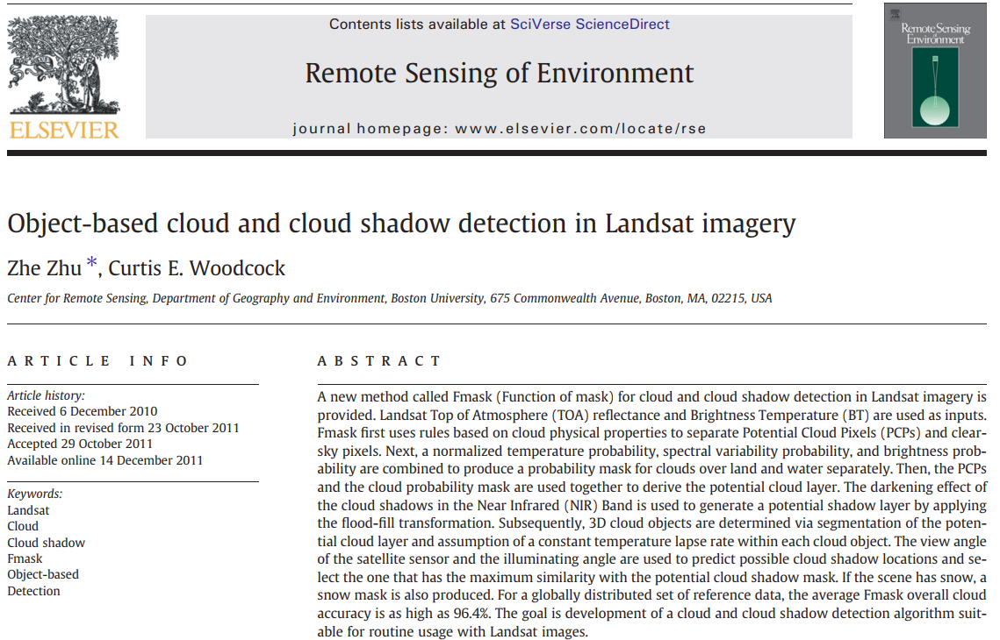 Contents lists available at SciVerse ScienceDirect
Remote Sensing of Environment
journal homepage: www.elsevier.com/locate/rse
ELSEVIER
Remote Sensing
of
Environment
Object-based cloud and cloud shadow detection in Landsat imagery
Zhe Zhu *, Curtis E. Woodcock
Center for Remote Sensing, Department of Geography and Environment, Boston University, 675 Commonwealth Avenue, Boston, MA, 02215, USA
ARTICLE INFO
Article history:
Received 6 December 2010
Received in revised form 23 October 2011
Accepted 29 October 2011
Available online 14 December 2011
Keywords:
Landsat
Cloud
Cloud shadow
Fmask
Object-based
Detection
ABSTRACT
A new method called Fmask (Function of mask) for cloud and cloud shadow detection in Landsat imagery is
provided. Landsat Top of Atmosphere (TOA) reflectance and Brightness Temperature (BT) are used as inputs.
Fmask first uses rules based on cloud physical properties to separate Potential Cloud Pixels (PCPs) and clear-
sky pixels. Next, a normalized temperature probability, spectral variability probability, and brightness prob-
ability are combined to produce a probability mask for clouds over land and water separately. Then, the PCPs
and the cloud probability mask are used together to derive the potential cloud layer. The darkening effect of
the cloud shadows in the Near Infrared (NIR) Band is used to generate a potential shadow layer by applying
the flood-fill transformation. Subsequently, 3D cloud objects are determined via segmentation of the poten-
tial cloud layer and assumption of a constant temperature lapse rate within each cloud object. The view angle
of the satellite sensor and the illuminating angle are used to predict possible cloud shadow locations and se-
lect the one that has the maximum similarity with the potential cloud shadow mask. If the scene has snow, a
snow mask is also produced. For a globally distributed set of reference data, the average Fmask overall cloud
accuracy is as high as 96.4%. The goal is development of a cloud and cloud shadow detection algorithm suit-
able for routine usage with Landsat images.